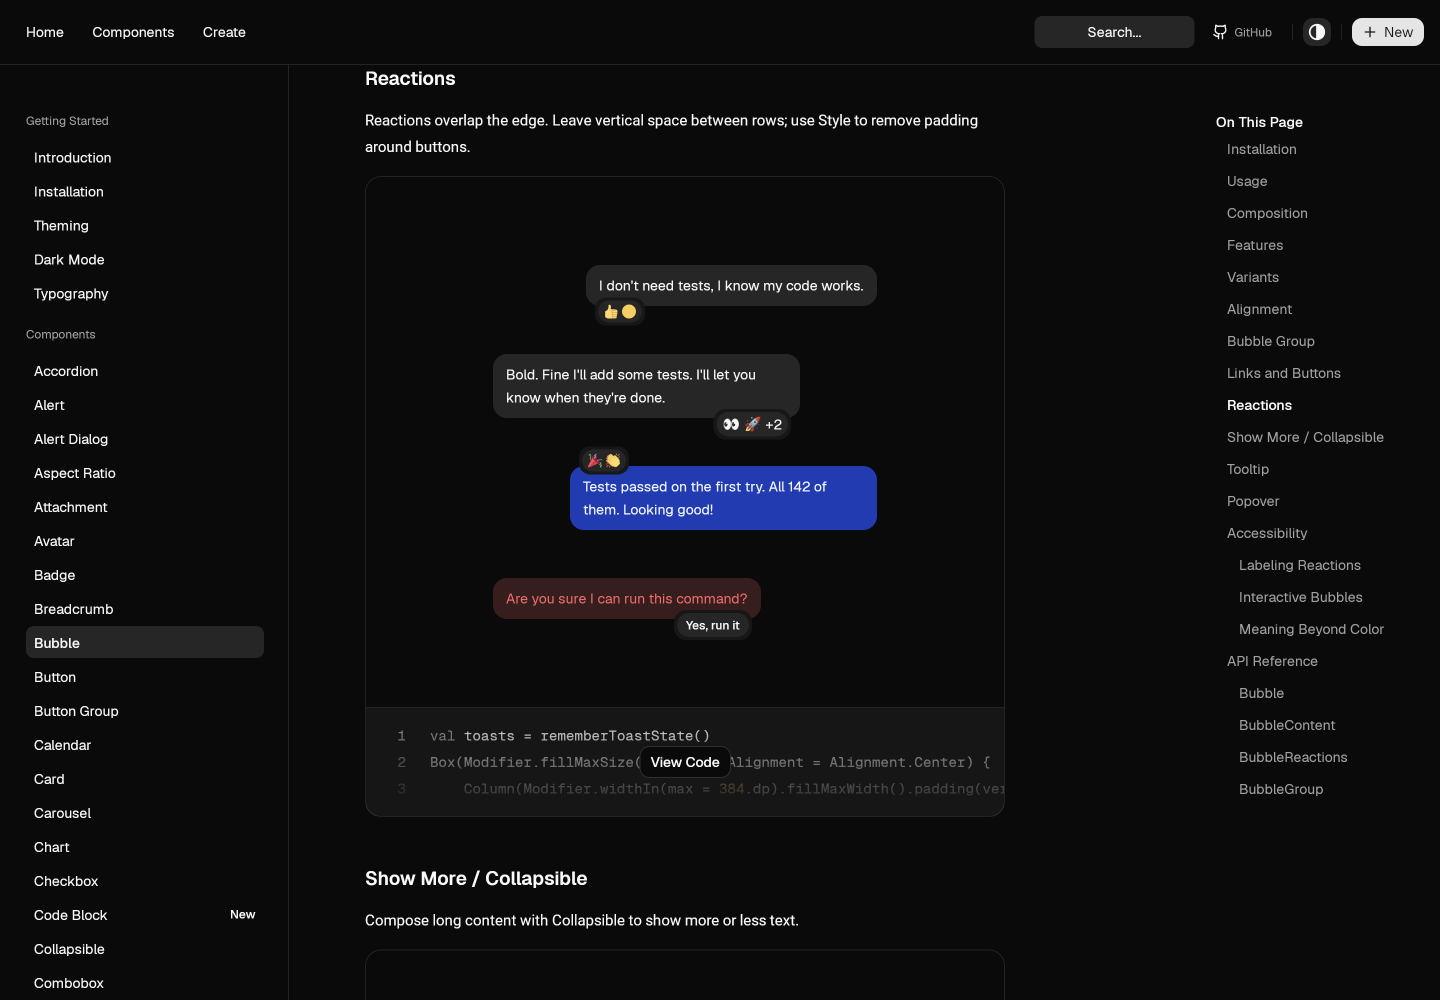 Home
Components
Create
Search...
GitHub
New
Getting Started
Introduction
Installation
Theming
Dark Mode
Typography
Components
Accordion
Alert
Alert Dialog
Aspect Ratio
Attachment
Avatar
Badge
Breadcrumb
Bubble
Button
Button Group
Calendar
Card
Carousel
Chart
Checkbox
Code Block New
Collapsible
Combobox
Reactions
Reactions overlap the edge. Leave vertical space between rows; use Style to remove padding
around buttons.
I don't need tests, I know my code works.
👍
Bold. Fine I'll add some tests. I'll let you
know when they're done.
👀 🚀 +2
🎉 👏
Tests passed on the first try. All 142 of
them. Looking good!
Are you sure I can run this command?
Yes, run it
1 val toasts = rememberToastState()
2 Box(Modifier.fillMaxSize( Alignment = Alignment.Center) {
3 Column(Modifier.widthIn(max = 384.dp).fillMaxWidth().padding(
View Code
Show More / Collapsible
Compose long content with Collapsible to show more or less text.
On This Page
Installation
Usage
Composition
Features
Variants
Alignment
Bubble Group
Links and Buttons
Reactions
Show More / Collapsible
Tooltip
Popover
Accessibility
Labeling Reactions
Interactive Bubbles
Meaning Beyond Color
API Reference
Bubble
BubbleContent
BubbleReactions
BubbleGroup